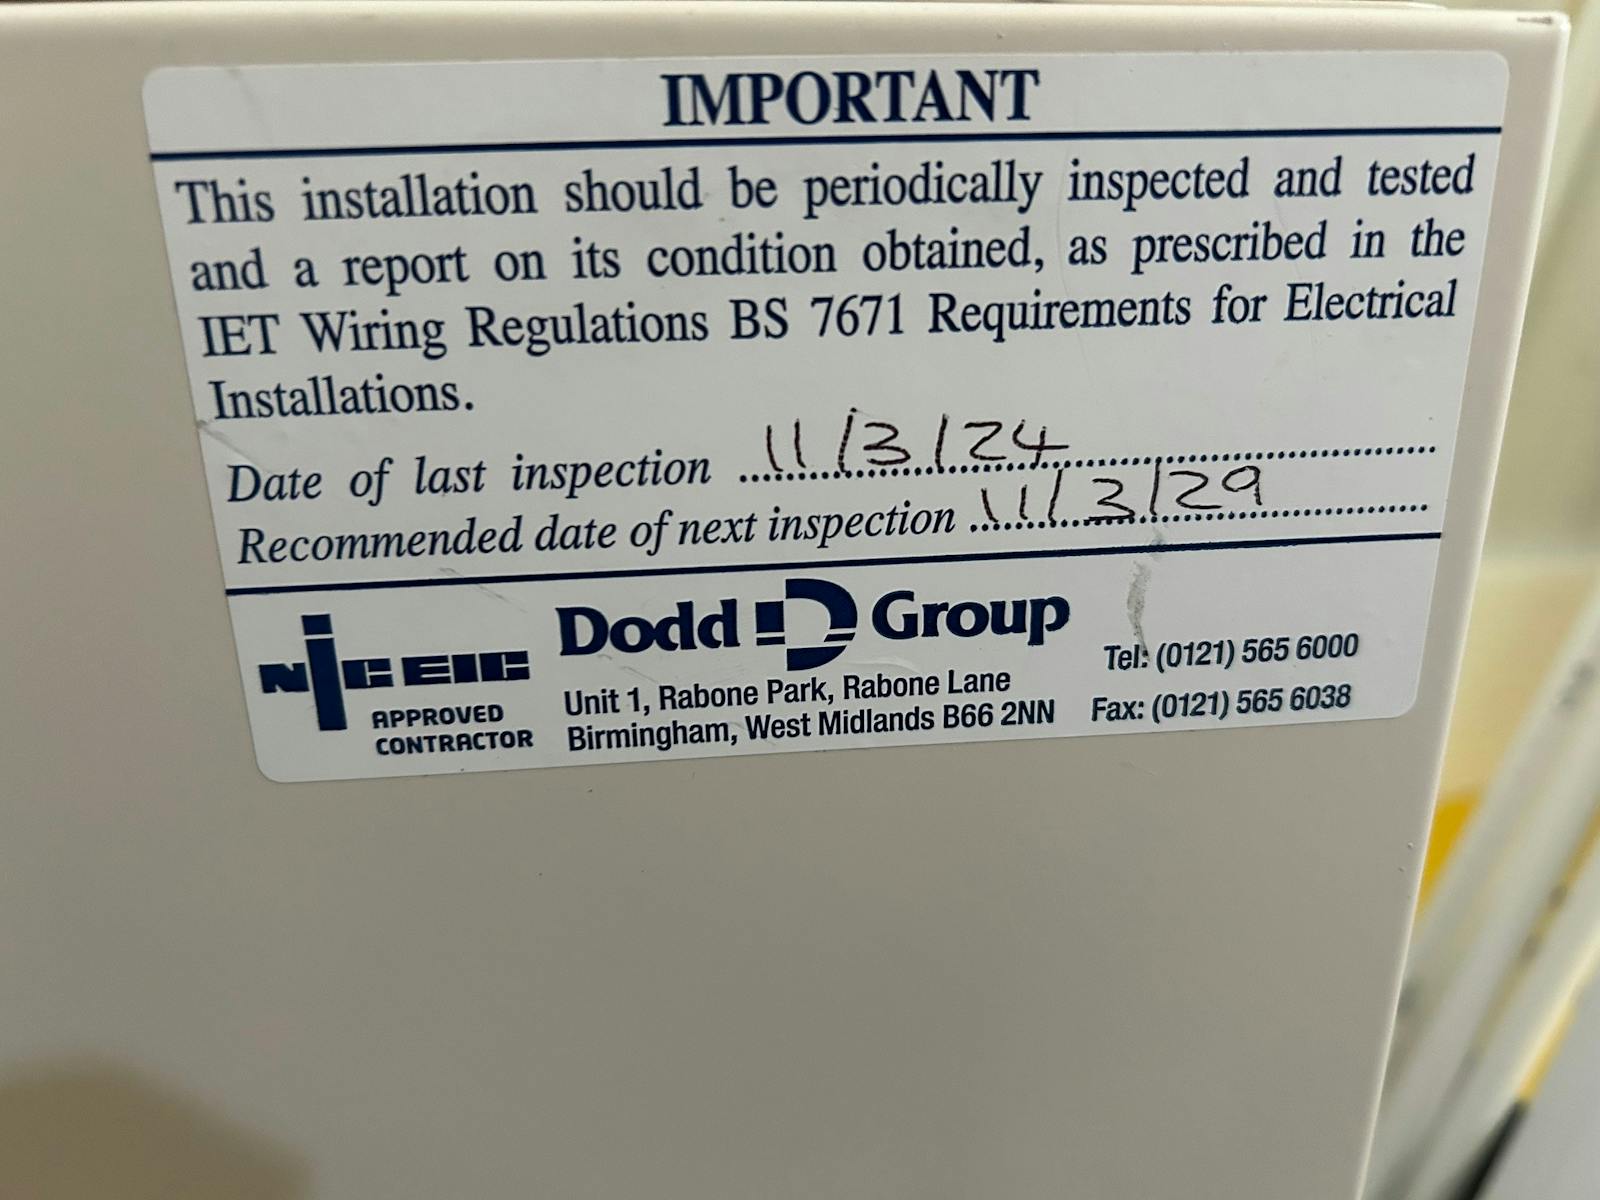 IMPORTANT
This installation should be periodically inspected and tested
and a report on its condition obtained, as prescribed in the
IET Wiring Regulations BS 7671 Requirements for Electrical
Installations.
Date of last inspection 11/3/24
Recommended date of next inspection 11/3/29
NICEIC
APPROVED
CONTRACTOR
Dodd Group
Unit 1, Rabone Park, Rabone Lane
Birmingham, West Midlands B66 2NN
Tel: (0121) 565 6000
Fax: (0121) 565 6038